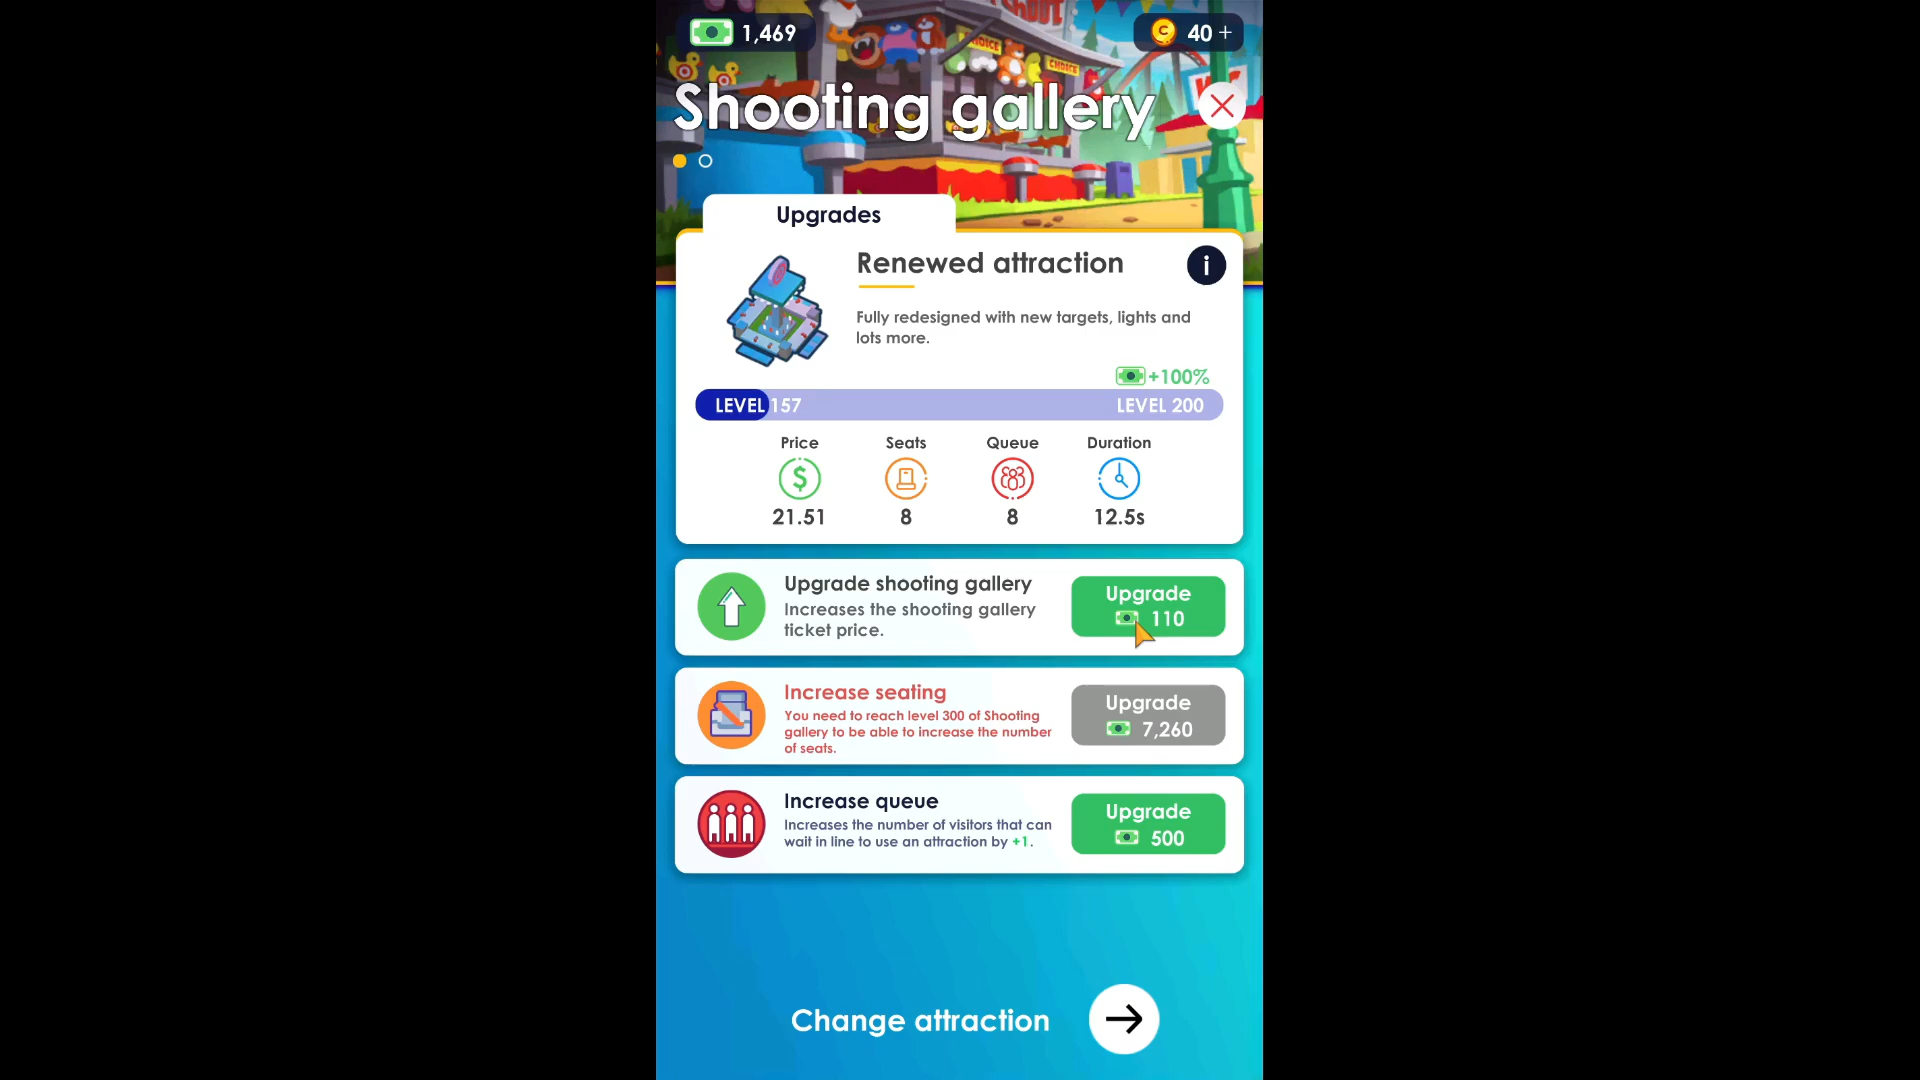 1,469
40 +
SHOOT
CHOICE
CHOICE
Shooting gallery
Upgrades
Renewed attraction
i
Fully redesigned with new targets, lights and
lots more.
+100%
LEVEL 157
LEVEL 200
Price Seats Queue Duration
$
21.51 8 8 12.5s
Upgrade shooting gallery
Increases the shooting gallery
ticket price.
Upgrade
110
Increase seating
You need to reach level 300 of Shooting
gallery to be able to increase the number
of seats.
Upgrade
7,260
Increase queue
Increases the number of visitors that can
wait in line to use an attraction by +1.
Upgrade
500
Change attraction